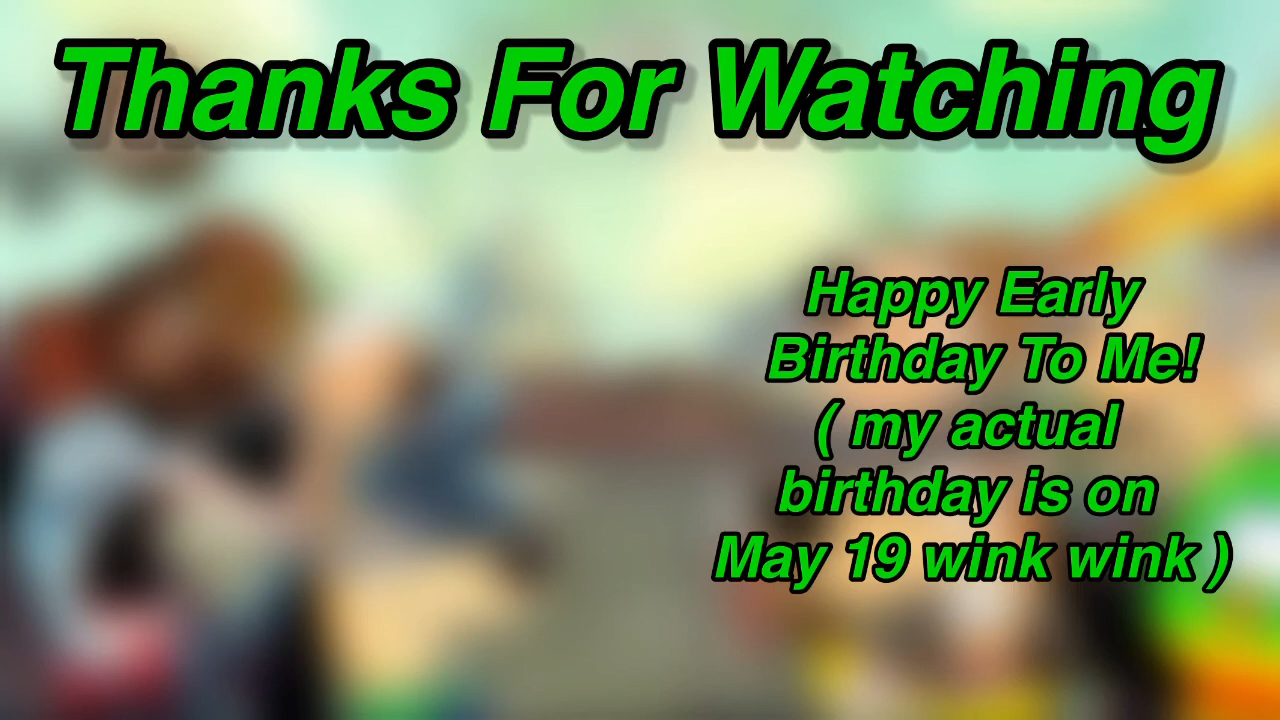 Thanks For Watching
Happy Early
Birthday To Me!
( my actual
birthday is on
May 19 wink wink )